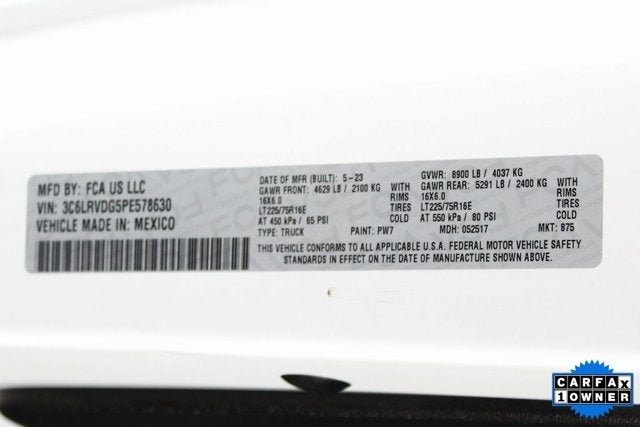 MFD BY: FCA US LLC
VIN: 3C6LRVDG5PE578630
VEHICLE MADE IN: MEXICO
DATE OF MFR (BUILT): 5-23
GAWR FRONT: 4629 LB / 2100 KG WITH
16X6.0 RIMS
LT225/75R16E TIRES
AT 450 kPa / 65 PSI COLD
TYPE: TRUCK PAINT: PW7
GVWR: 8900 LB / 4037 KG
GAWR REAR: 5291 LB / 2400 KG WITH
16X6.0 RIMS
LT225/75R16E TIRES
AT 550 kPa / 80 PSI COLD
MDH: 052517 MKT: 875
THIS VEHICLE CONFORMS TO ALL APPLICABLE U.S.A. FEDERAL MOTOR VEHICLE SAFETY
STANDARDS IN EFFECT ON THE DATE OF MANUFACTURE SHOWN ABOVE.
CARFAX
1 OWNER